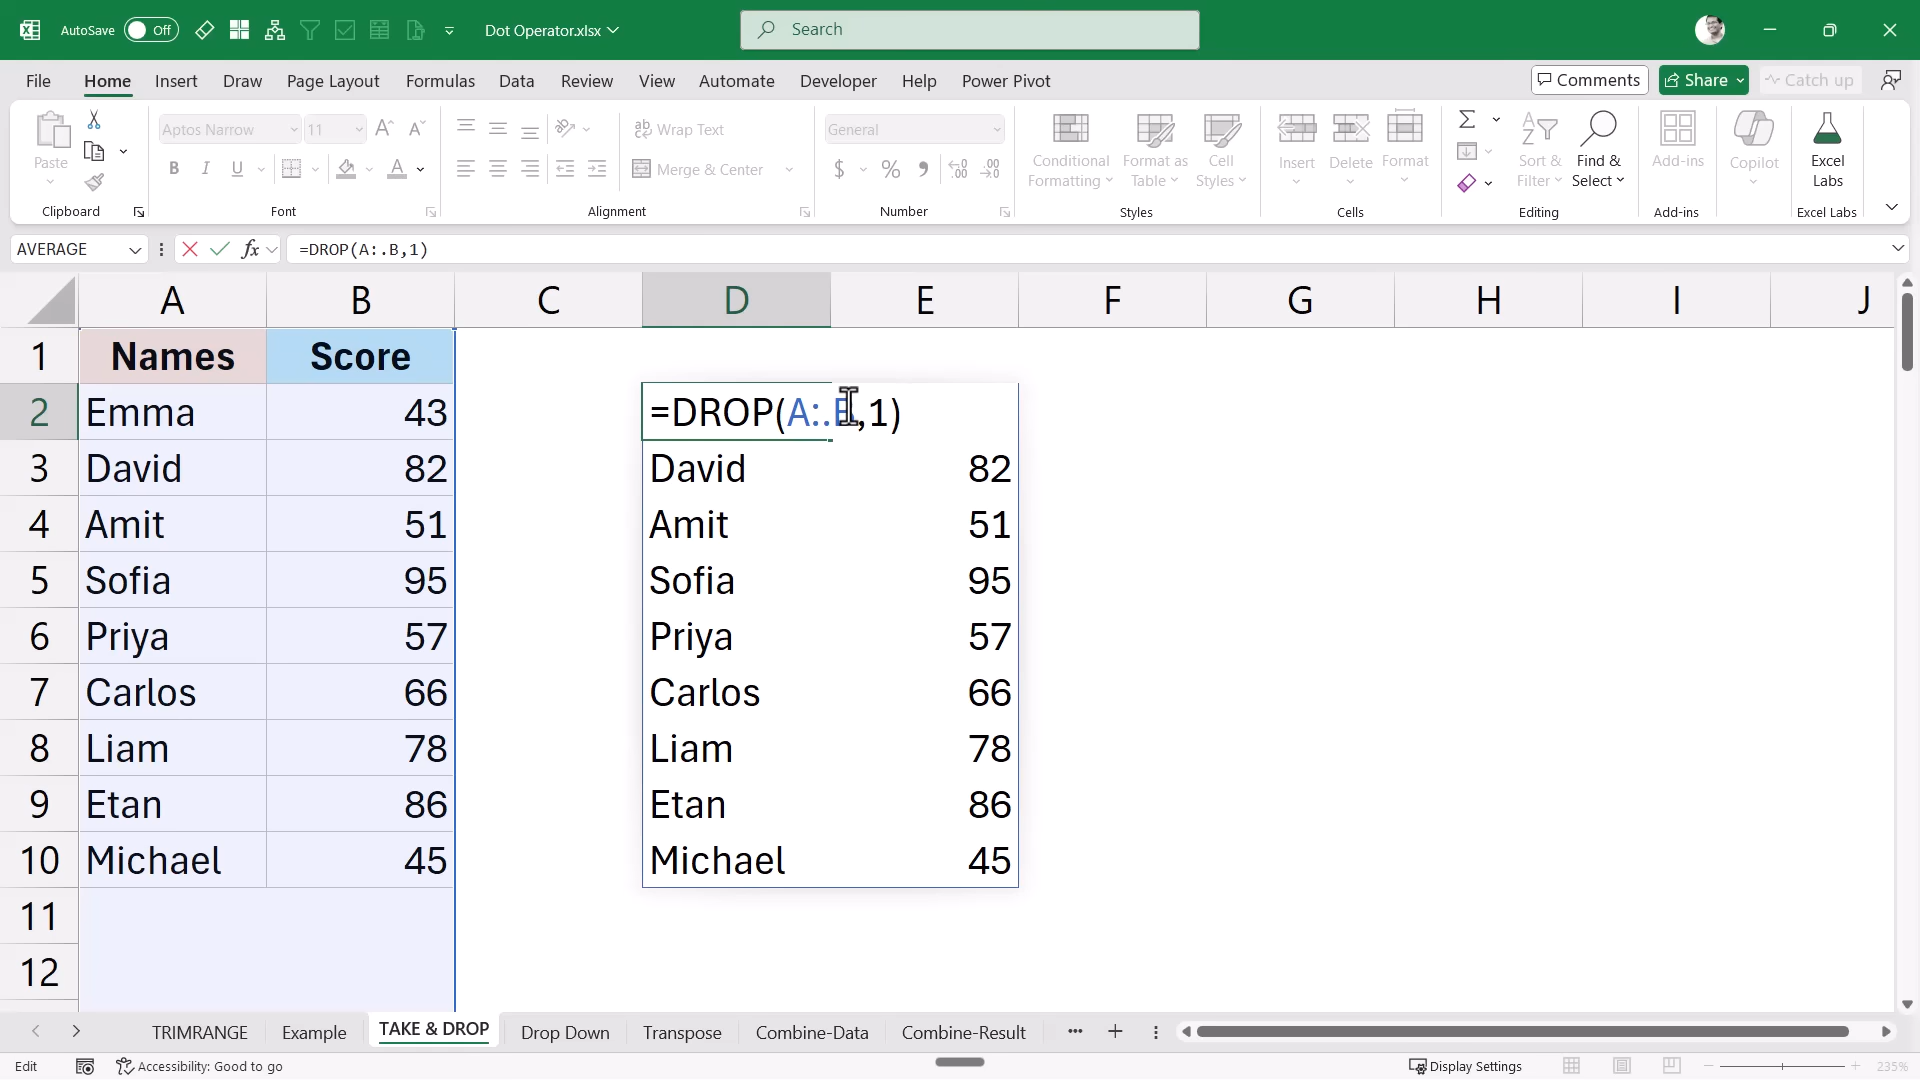 AutoSave Off Dot Operator.xlsx Search
File Home Insert Draw Page Layout Formulas Data Review View Automate Developer Help Power Pivot Comments Share Catch up
Paste
Clipboard
Aptos Narrow 11
B I U A
Font
ab Wrap Text
Merge & Center
Alignment
General
$ % 9
Number
Conditional Formatting
Format as Table
Cell Styles
Styles
Insert Delete Format
Cells
Sort & Filter
Find & Select
Editing
Add-ins
Add-ins
Copilot
Excel Labs
Excel Labs
AVERAGE fx =DROP(A:.B,1)
A B C D E F G H I J
1 Names Score
2 Emma 43 =DROP(A:.B,1)
3 David 82 David 82
4 Amit 51 Amit 51
5 Sofia 95 Sofia 95
6 Priya 57 Priya 57
7 Carlos 66 Carlos 66
8 Liam 78 Liam 78
9 Etan 86 Etan 86
10 Michael 45 Michael 45
11
12
TRIMRANGE Example TAKE & DROP Drop Down Transpose Combine-Data Combine-Result
Edit Accessibility: Good to go Display Settings 235%